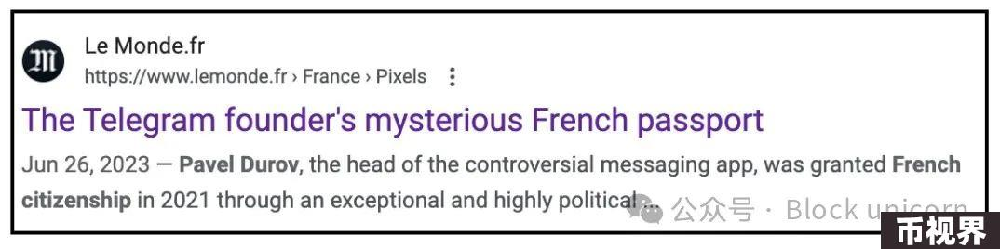 Le Monde.fr
https://www.lemonde.fr › France › Pixels
The Telegram founder's mysterious French passport
Jun 26, 2023 — Pavel Durov, the head of the controversial messaging app, was granted French
citizenship in 2021 through an exceptional and highly political ...
公众号 · Block unicorn
币视界